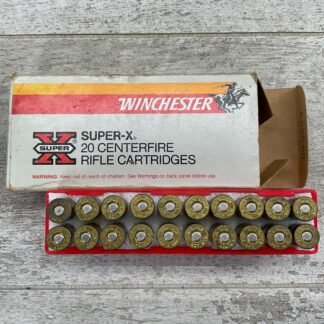 WINCHESTER
SUPER-X®
20 CENTERFIRE
RIFLE CARTRIDGES
X
SUPER
WARNING: Keep out of reach of children. See Warnings on back panel before use.